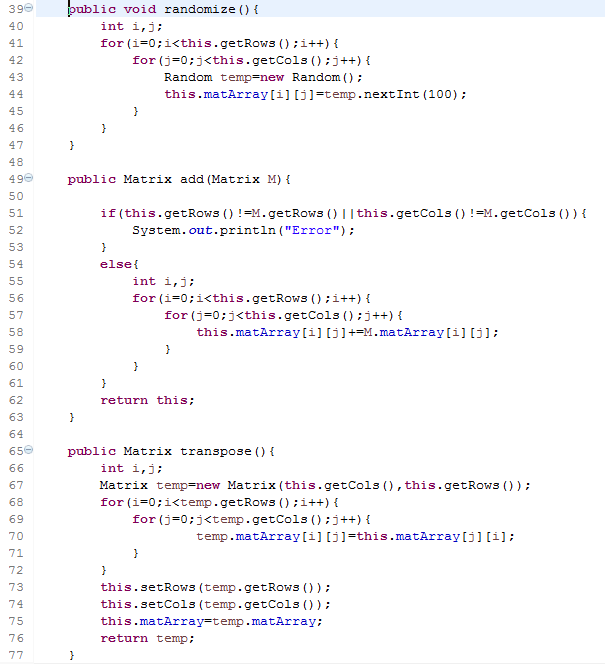 39 public void randomize(){
40     int i,j;
41     for(i=0;i<this.getRows();i++){
42         for(j=0;j<this.getCols();j++){
43             Random temp=new Random();
44             this.matArray[i][j]=temp.nextInt(100);
45         }
46     }
47 }
48
49 public Matrix add(Matrix M){
50
51     if(this.getRows()!=M.getRows()||this.getCols()!=M.getCols()){
52         System.out.println("Error");
53     }
54     else{
55         int i,j;
56         for(i=0;i<this.getRows();i++){
57             for(j=0;j<this.getCols();j++){
58                 this.matArray[i][j]+=M.matArray[i][j];
59             }
60         }
61     }
62     return this;
63 }
64
65 public Matrix transpose(){
66     int i,j;
67     Matrix temp=new Matrix(this.getCols(),this.getRows());
68     for(i=0;i<temp.getRows();i++){
69         for(j=0;j<temp.getCols();j++){
70                 temp.matArray[i][j]=this.matArray[j][i];
71         }
72     }
73     this.setRows(temp.getRows());
74     this.setCols(temp.getCols());
75     this.matArray=temp.matArray;
76     return temp;
77 }